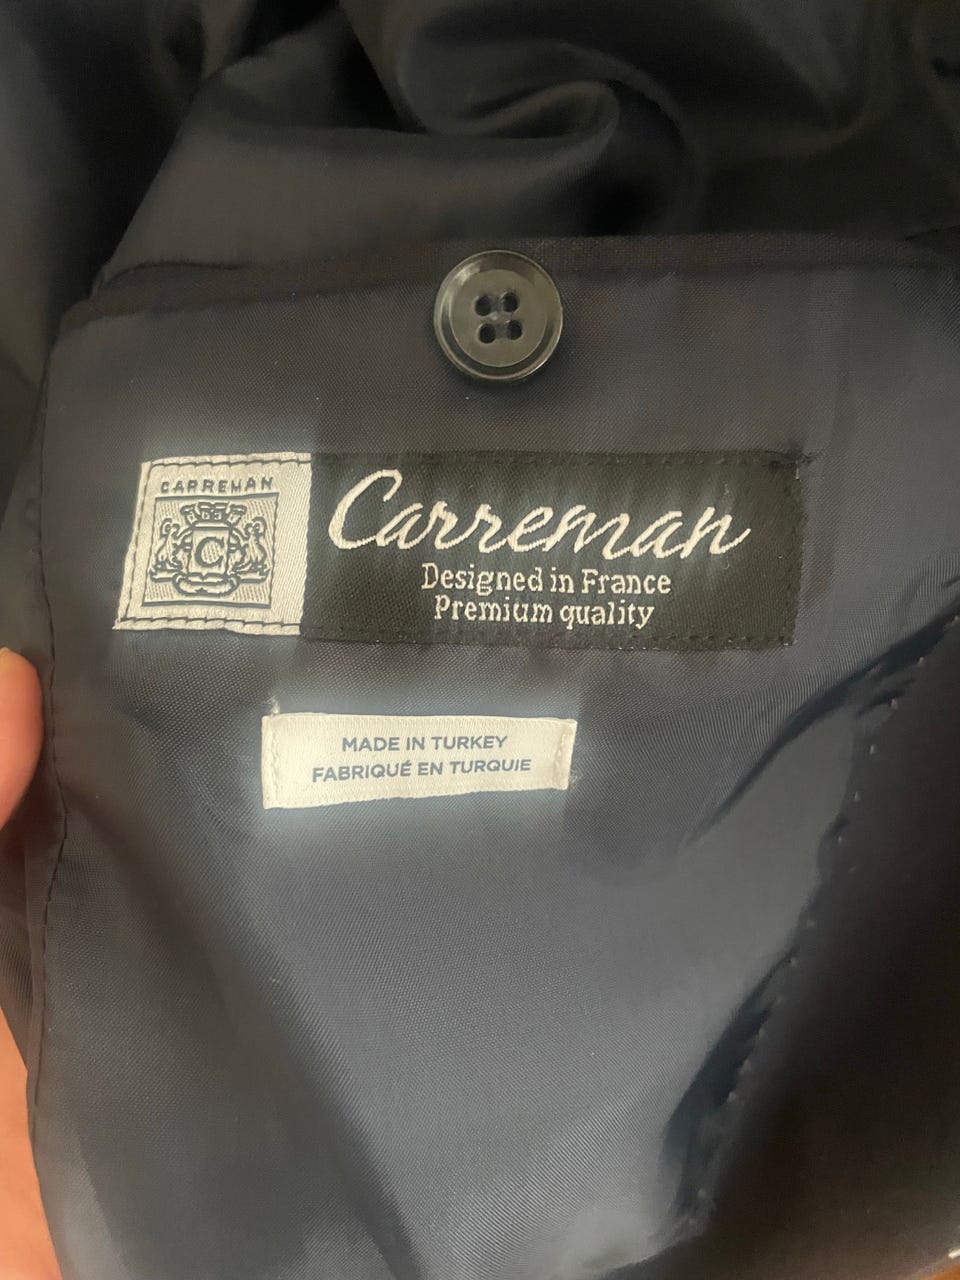 CARREMAN
C
Carreman
Designed in France
Premium quality
MADE IN TURKEY
FABRIQUÉ EN TURQUIE